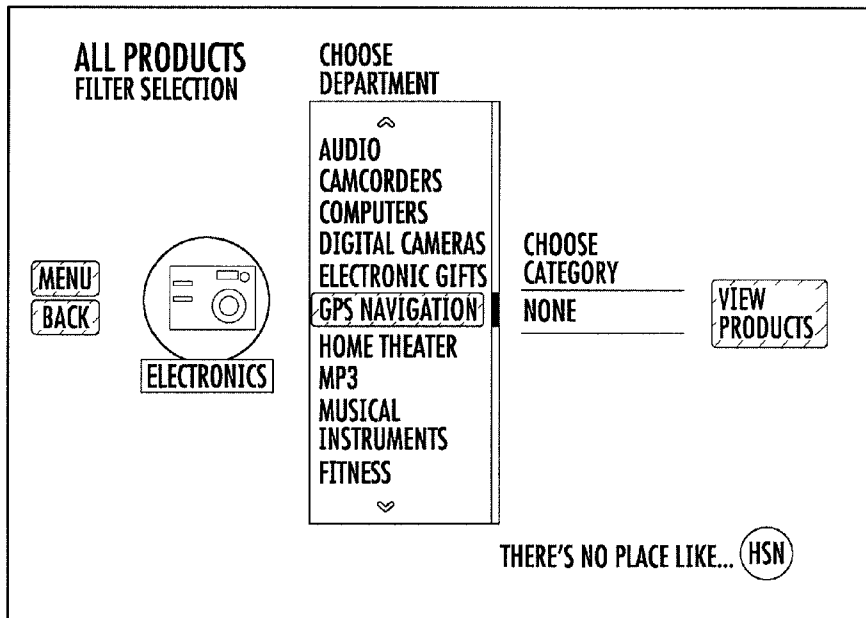 ALL PRODUCTS
FILTER SELECTION
CHOOSE
DEPARTMENT
AUDIO
CAMCORDERS
COMPUTERS
DIGITAL CAMERAS
ELECTRONIC GIFTS
GPS NAVIGATION
HOME THEATER
MP3
MUSICAL
INSTRUMENTS
FITNESS
MENU
BACK
ELECTRONICS
CHOOSE
CATEGORY
NONE
VIEW
PRODUCTS
THERE'S NO PLACE LIKE... HSN